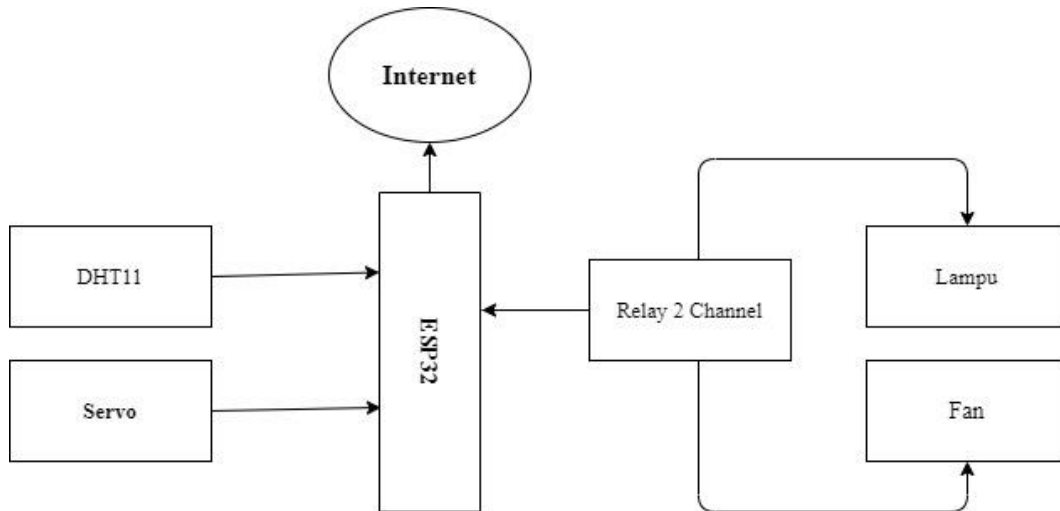 Internet
DHT11
Servo
ESP32
Relay 2 Channel
Lampu
Fan